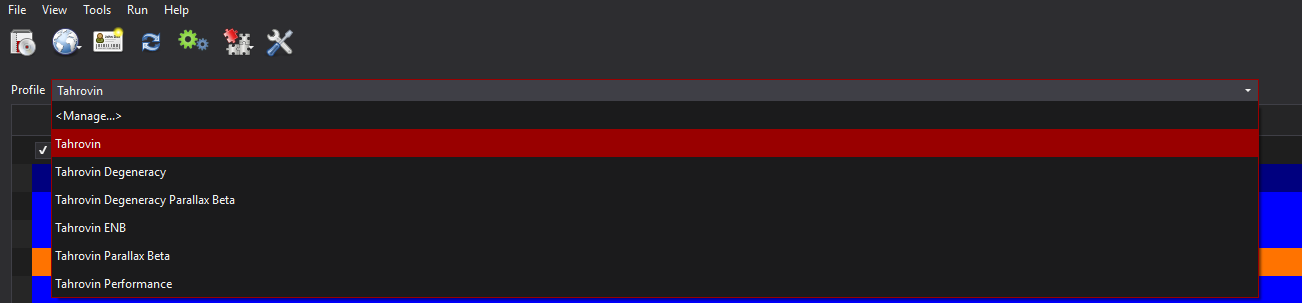 File View Tools Run Help
Profile Tahrovin
<Manage...>
Tahrovin
Tahrovin Degeneracy
Tahrovin Degeneracy Parallax Beta
Tahrovin ENB
Tahrovin Parallax Beta
Tahrovin Performance